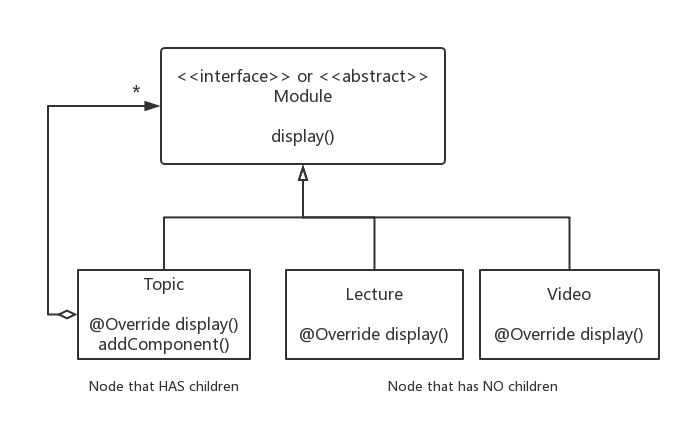 <<interface>> or <<abstract>>
Module
display()
*
Topic
@Override display()
addComponent()
Lecture
@Override display()
Video
@Override display()
Node that HAS children
Node that has NO children